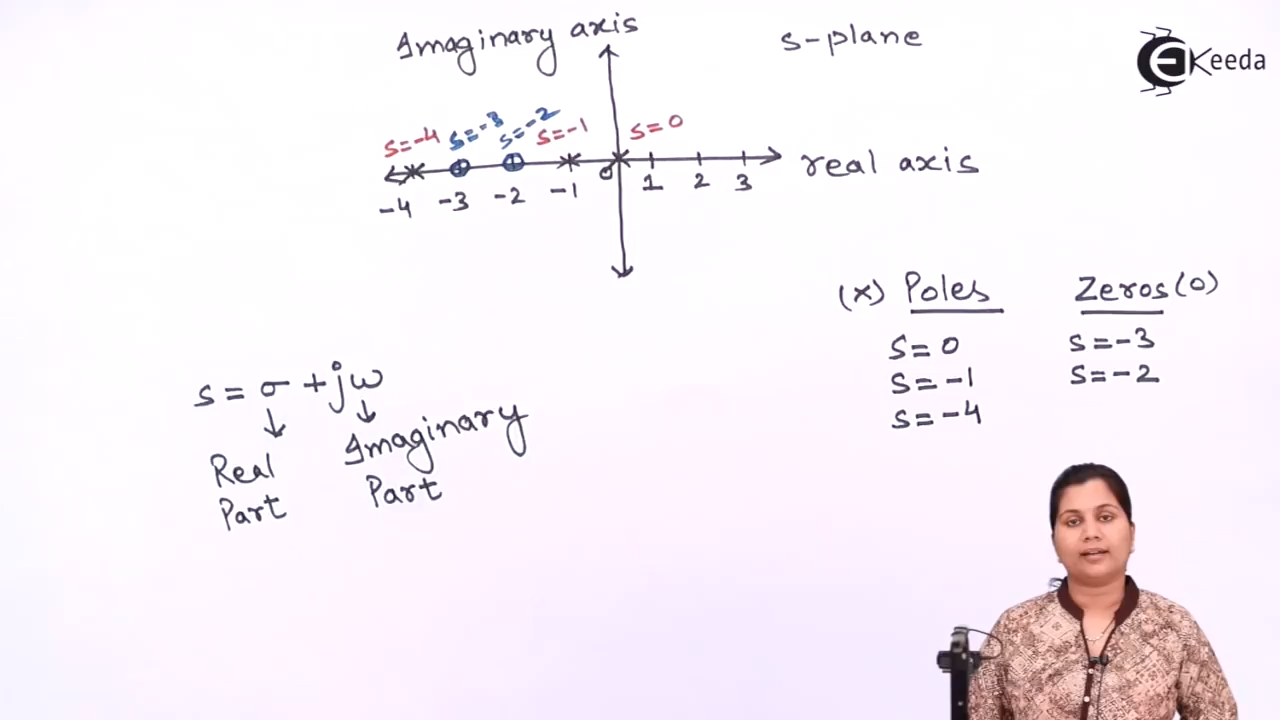 Imaginary axis
s-plane
EKeeda
s=-4 s=-3 s=-2 s=-1 s=0
-4 -3 -2 -1 0 1 2 3
real axis
(x) Poles Zeros (0)
s=0 s=-3
s=-1 s=-2
s=-4
s = σ + jω
Real Imaginary
Part Part